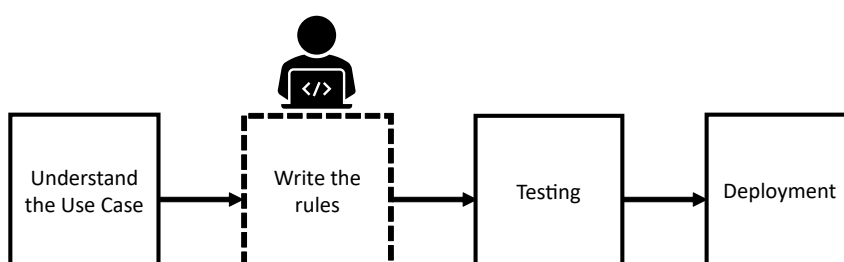 </>
Understand
the Use Case
Write the
rules
Testing
Deployment